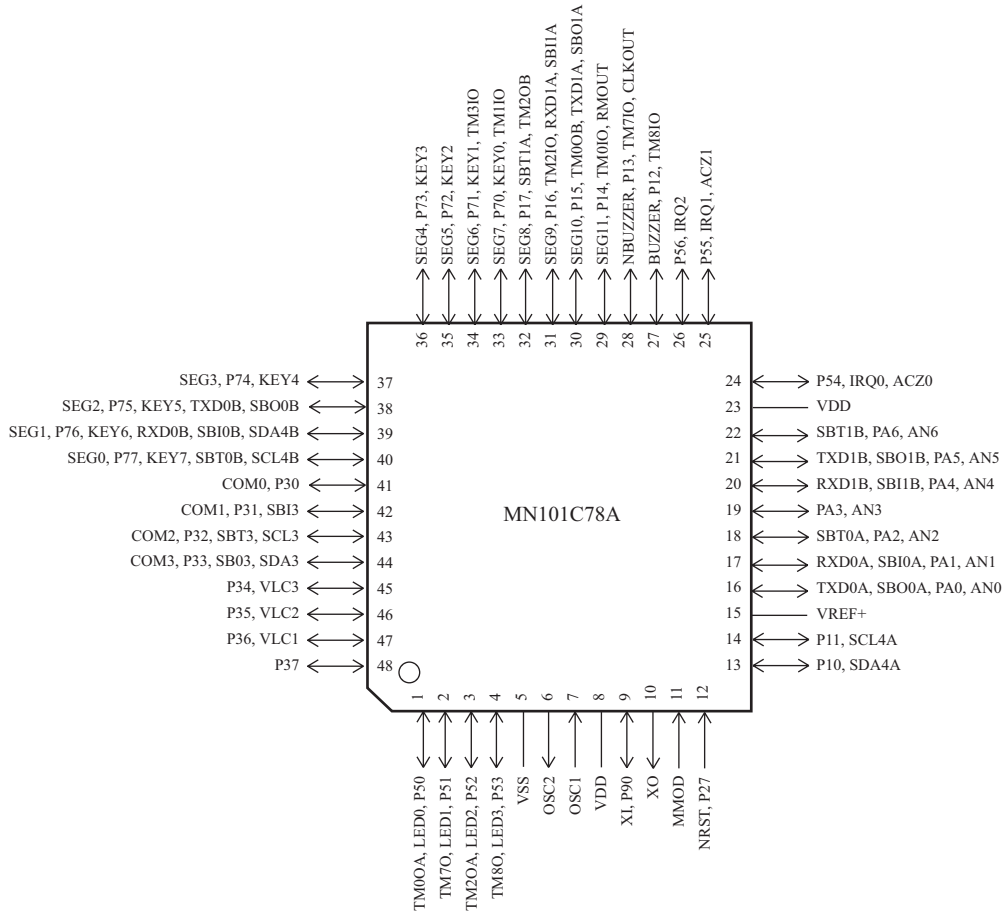 SEG4, P73, KEY3
SEG5, P72, KEY2
SEG6, P71, KEY1, TM3IO
SEG7, P70, KEY0, TM1IO
SEG8, P17, SBT1A, TM2OB
SEG9, P16, TM2IO, RXD1A, SBI1A
SEG10, P15, TM0OB, TXD1A, SBO1A
SEG11, P14, TM0IO, RMOUT
NBUZZER, P13, TM7IO, CLKOUT
BUZZER, P12, TM8IO
P56, IRQ2
P55, IRQ1, ACZ1
36 35 34 33 32 31 30 29 28 27 26 25
SEG3, P74, KEY4 37
SEG2, P75, KEY5, TXD0B, SBO0B 38
SEG1, P76, KEY6, RXD0B, SBI0B, SDA4B 39
SEG0, P77, KEY7, SBT0B, SCL4B 40
COM0, P30 41
COM1, P31, SBI3 42
COM2, P32, SBT3, SCL3 43
COM3, P33, SB03, SDA3 44
P34, VLC3 45
P35, VLC2 46
P36, VLC1 47
P37 48
MN101C78A
24 P54, IRQ0, ACZ0
23 VDD
22 SBT1B, PA6, AN6
21 TXD1B, SBO1B, PA5, AN5
20 RXD1B, SBI1B, PA4, AN4
19 PA3, AN3
18 SBT0A, PA2, AN2
17 RXD0A, SBI0A, PA1, AN1
16 TXD0A, SBO0A, PA0, AN0
15 VREF+
14 P11, SCL4A
13 P10, SDA4A
1 2 3 4 5 6 7 8 9 10 11 12
TM0OA, LED0, P50
TM7O, LED1, P51
TM2OA, LED2, P52
TM8O, LED3, P53
VSS
OSC2
OSC1
VDD
XI, P90
XO
MMOD
NRST, P27